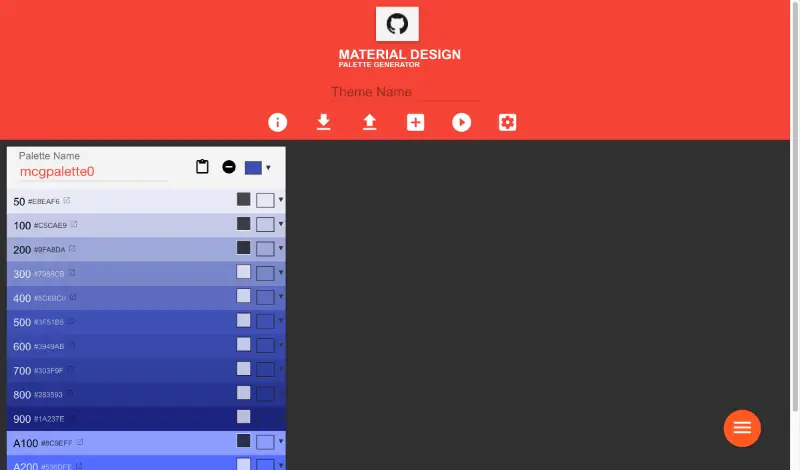 MATERIAL DESIGN
PALETTE GENERATOR
Theme Name
Palette Name
mcgpalette0
50 #E8EAF6
100 #C5CAE9
200 #9FA8DA
300 #7986CB
400 #5C6BC0
500 #3F51B5
600 #3949AB
700 #303F9F
800 #283593
900 #1A237E
A100 #8C9EFF
A200 #536DFE